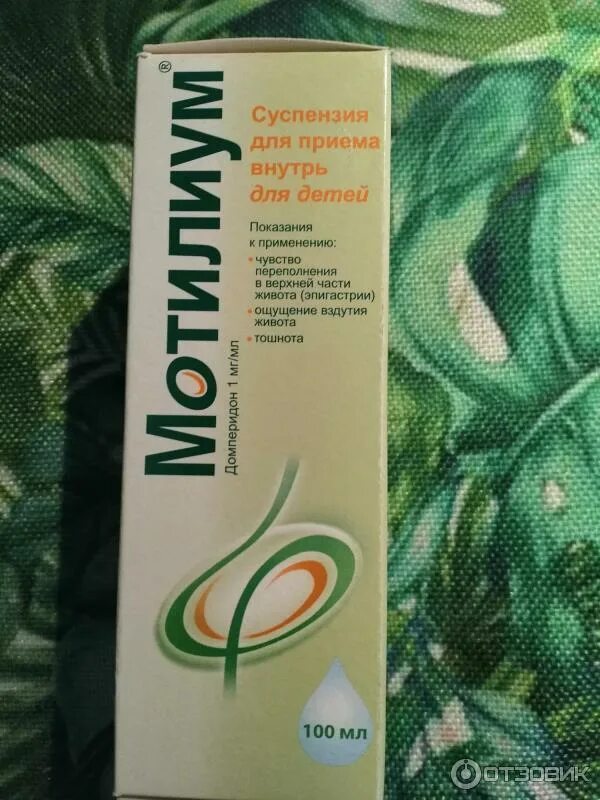 Мотилиум®
Домперидон 1 мг/мл
Суспензия
для приема
внутрь
для детей
Показания
к применению:
• чувство
переполнения
в верхней части
живота (эпигастрии)
• ощущение вздутия
живота
• тошнота
100 мл
ОТЗОВИК